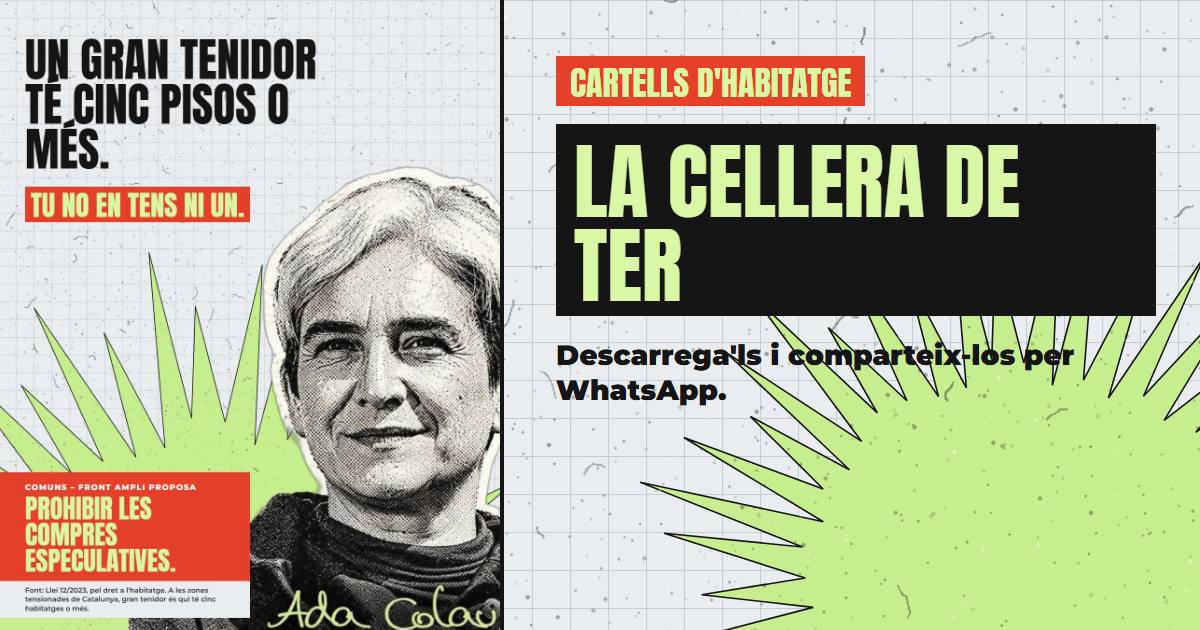 UN GRAN TENIDOR
TÉ CINC PISOS O
MÉS.
TU NO EN TENS NI UN.
COMUNS – FRONT AMPLI PROPOSA
PROHIBIR LES
COMPRES
ESPECULATIVES.
Font: Llei 12/2023, pel dret a l'habitatge. A les zones
tensionades de Catalunya, gran tenidor és qui té cinc
habitatges o més.
Ada Colau
CARTELLS D'HABITATGE
LA CELLERA DE
TER
Descarrega'ls i comparteix-los per
WhatsApp.